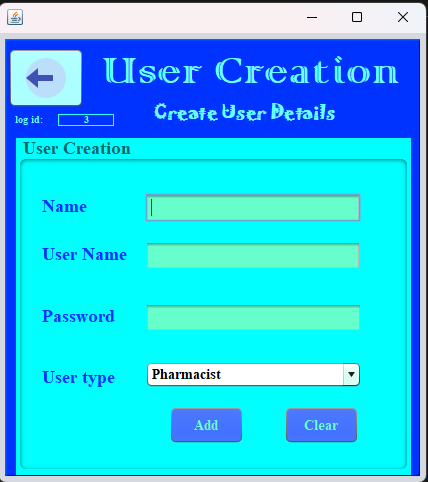 User Creation
Create User Details
log id: 3
User Creation
Name
User Name
Password
User type Pharmacist
Add Clear